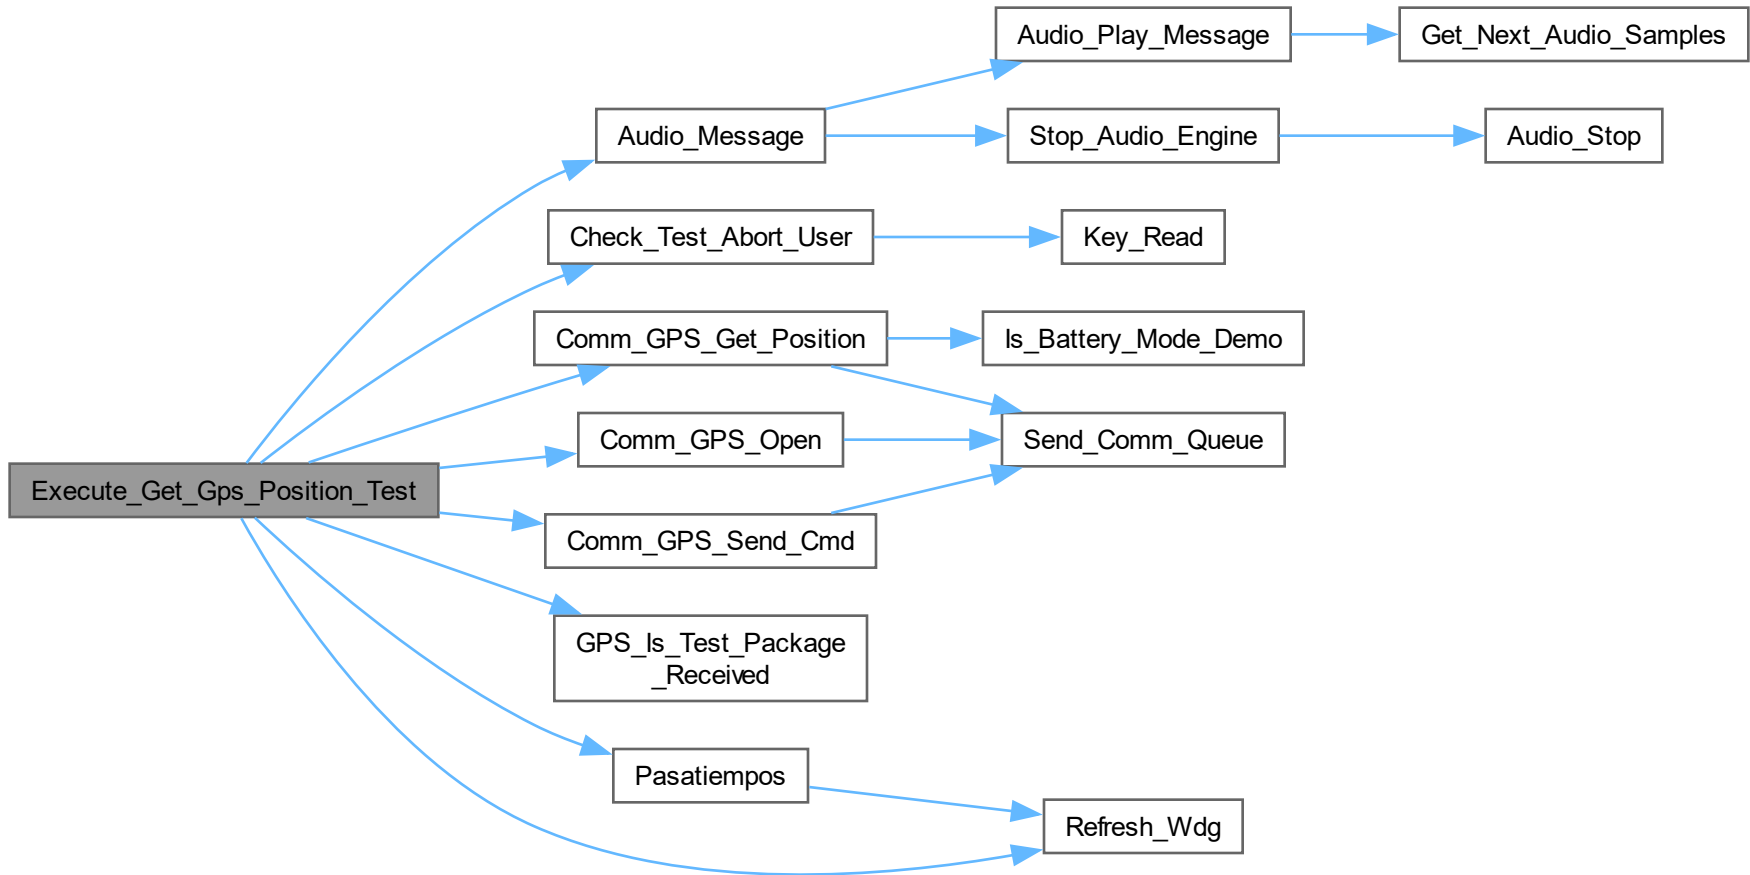 Audio_Play_Message
Get_Next_Audio_Samples
Audio_Message
Stop_Audio_Engine
Audio_Stop
Check_Test_Abort_User
Key_Read
Comm_GPS_Get_Position
Is_Battery_Mode_Demo
Comm_GPS_Open
Send_Comm_Queue
Execute_Get_Gps_Position_Test
Comm_GPS_Send_Cmd
GPS_Is_Test_Package
_Received
Pasatiempos
Refresh_Wdg